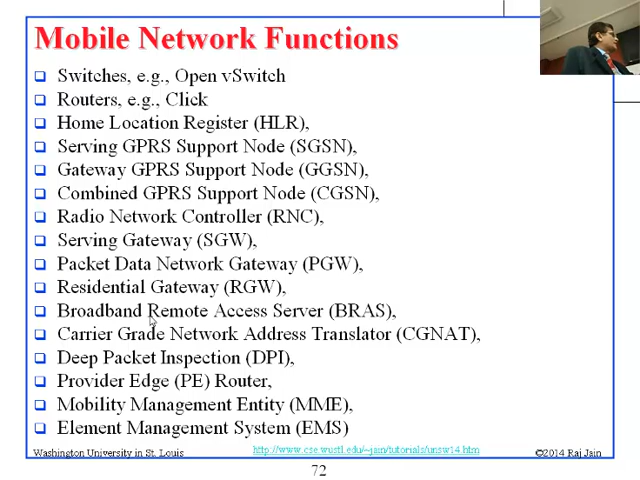 Mobile Network Functions
Switches, e.g., Open vSwitch
Routers, e.g., Click
Home Location Register (HLR),
Serving GPRS Support Node (SGSN),
Gateway GPRS Support Node (GGSN),
Combined GPRS Support Node (CGSN),
Radio Network Controller (RNC),
Serving Gateway (SGW),
Packet Data Network Gateway (PGW),
Residential Gateway (RGW),
Broadband Remote Access Server (BRAS),
Carrier Grade Network Address Translator (CGNAT),
Deep Packet Inspection (DPI),
Provider Edge (PE) Router,
Mobility Management Entity (MME),
Element Management System (EMS)
Washington University in St. Louis http://www.cse.wustl.edu/~jain/tutorials/unsw14.htm ©2014 Raj Jain
72